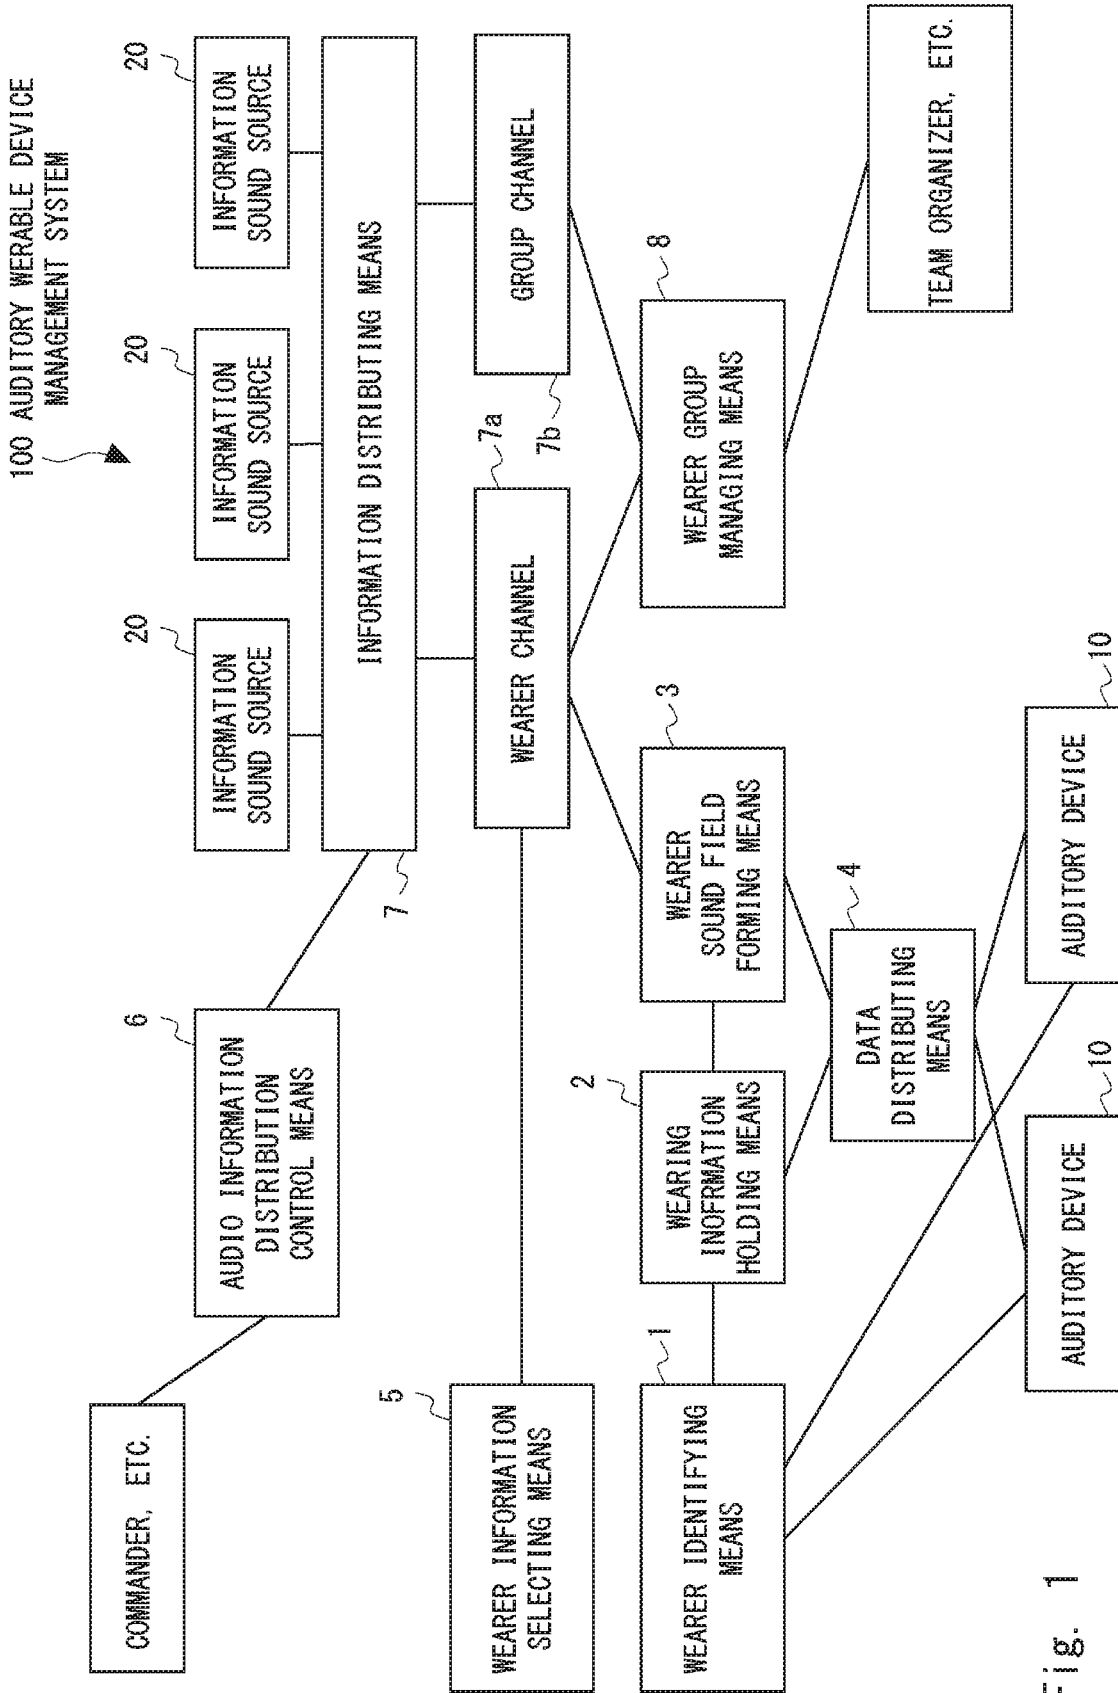 100 AUDITORY WERABLE DEVICE
MANAGEMENT SYSTEM
COMMANDER, ETC.
6
AUDIO INFORMATION
DISTRIBUTION
CONTROL MEANS
20
INFORMATION
SOUND SOURCE
20
INFORMATION
SOUND SOURCE
20
INFORMATION
SOUND SOURCE
7
INFORMATION DISTRIBUTING MEANS
5
WEARER INFORMATION
SELECTING MEANS
7a
WEARER CHANNEL
7b
GROUP CHANNEL
1
WEARER IDENTIFYING
MEANS
2
WEARING
INOFRMATION
HOLDING MEANS
3
WEARER
SOUND FIELD
FORMING MEANS
8
WEARER GROUP
MANAGING MEANS
4
DATA
DISTRIBUTING
MEANS
TEAM ORGANIZER, ETC.
10
AUDITORY DEVICE
10
AUDITORY DEVICE
Fig. 1